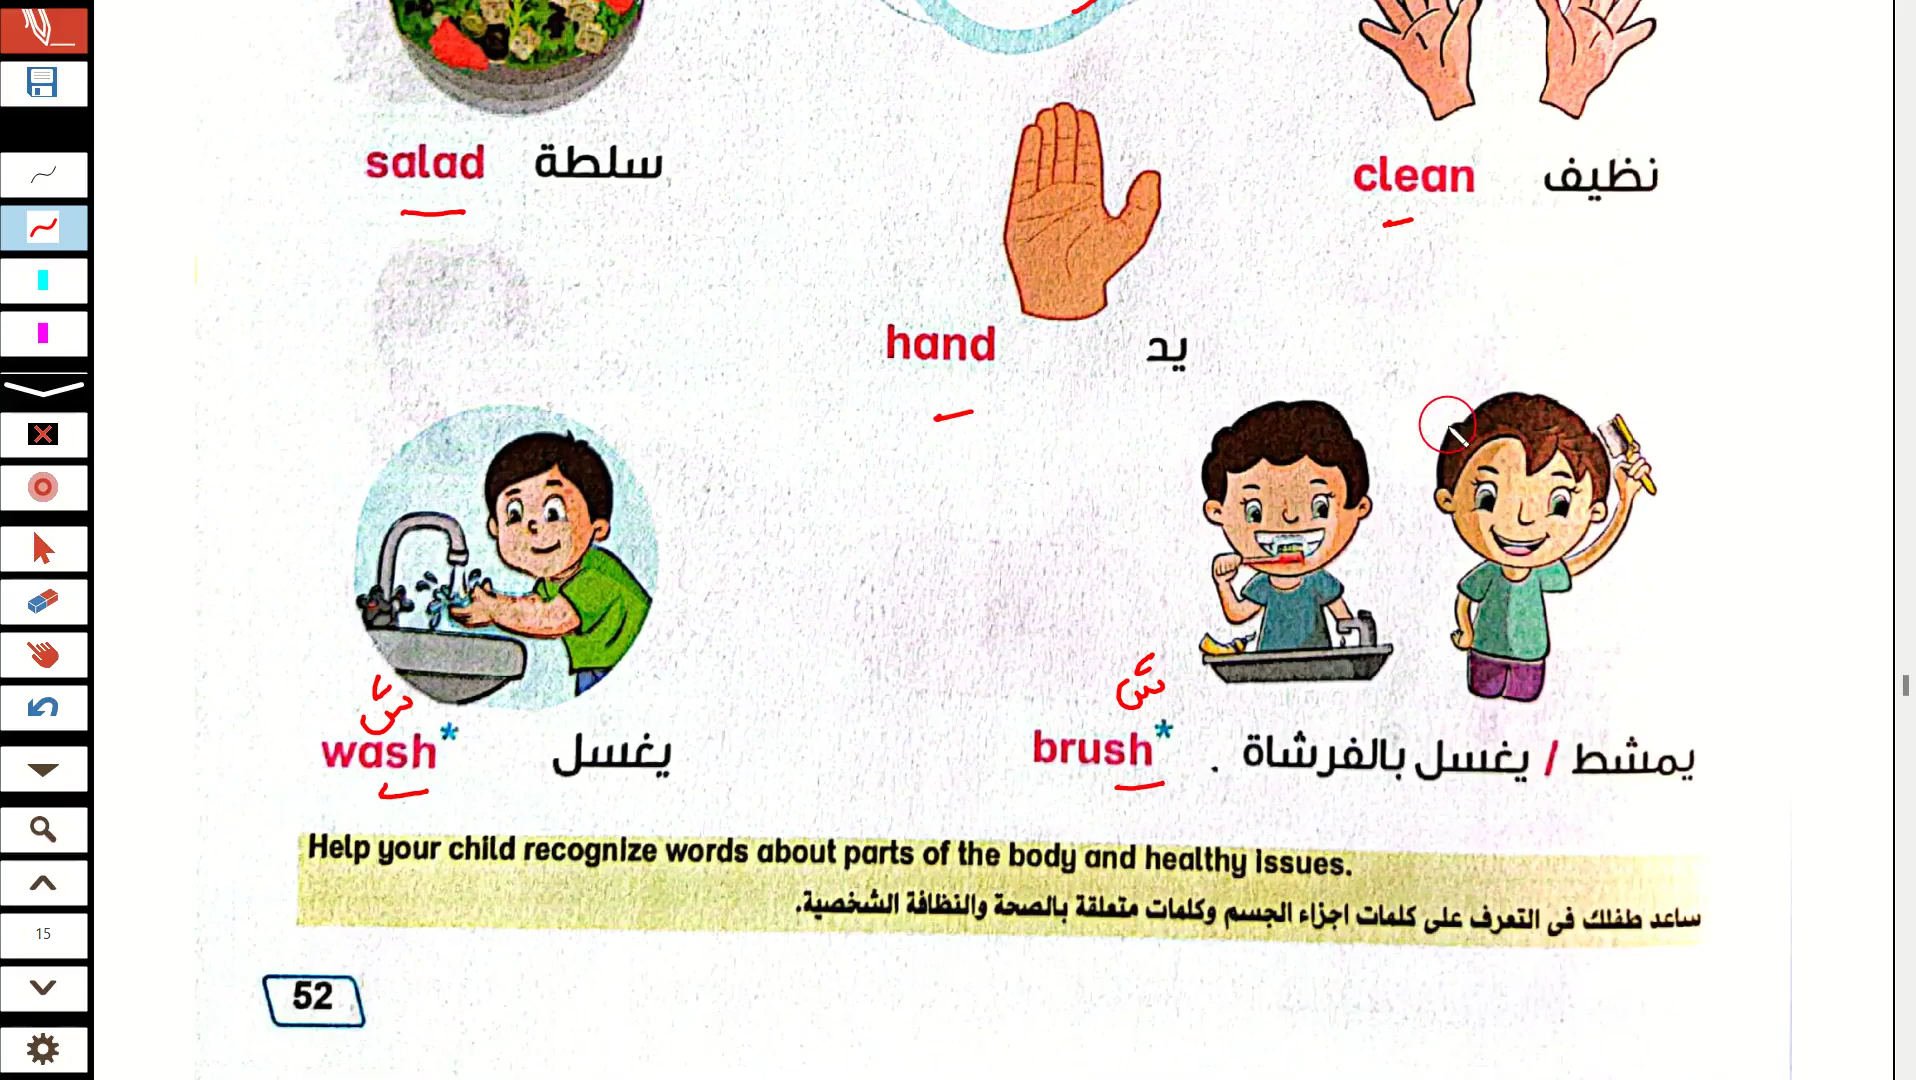 salad سلطة
clean نظيف
hand يد
ش
ش
wash* يغسل
brush* يمشط / يغسل بالفرشاة .
Help your child recognize words about parts of the body and healthy issues.
ساعد طفلك فى التعرف على كلمات اجزاء الجسم وكلمات متعلقة بالصحة والنظافة الشخصية.
52
15